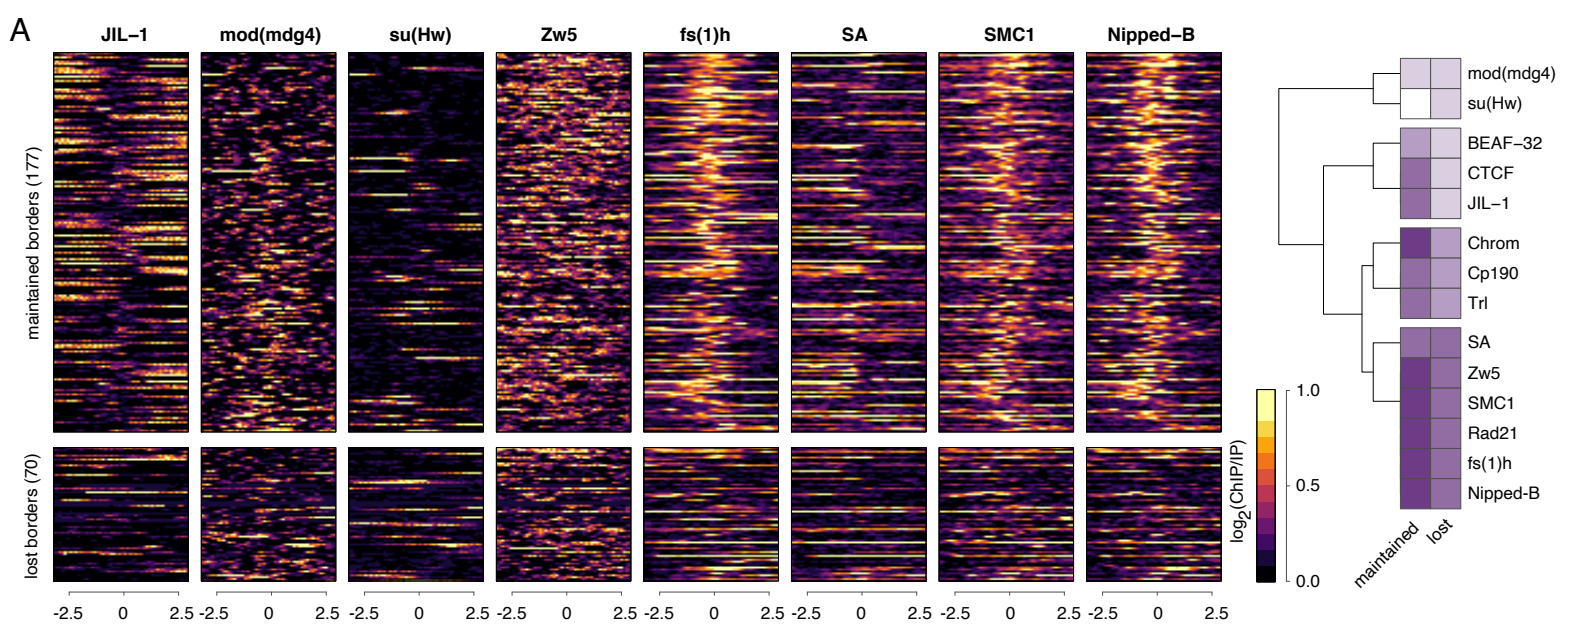 A
JIL−1 mod(mdg4) su(Hw) Zw5 fs(1)h SA SMC1 Nipped−B
maintained borders (177)
lost borders (70)
-2.5 0 2.5 -2.5 0 2.5 -2.5 0 2.5 -2.5 0 2.5 -2.5 0 2.5 -2.5 0 2.5 -2.5 0 2.5 -2.5 0 2.5
log2(ChIP/IP)
1.0
0.5
0.0
mod(mdg4)
su(Hw)
BEAF−32
CTCF
JIL−1
Chrom
Cp190
Trl
SA
Zw5
SMC1
Rad21
fs(1)h
Nipped-B
maintained
lost